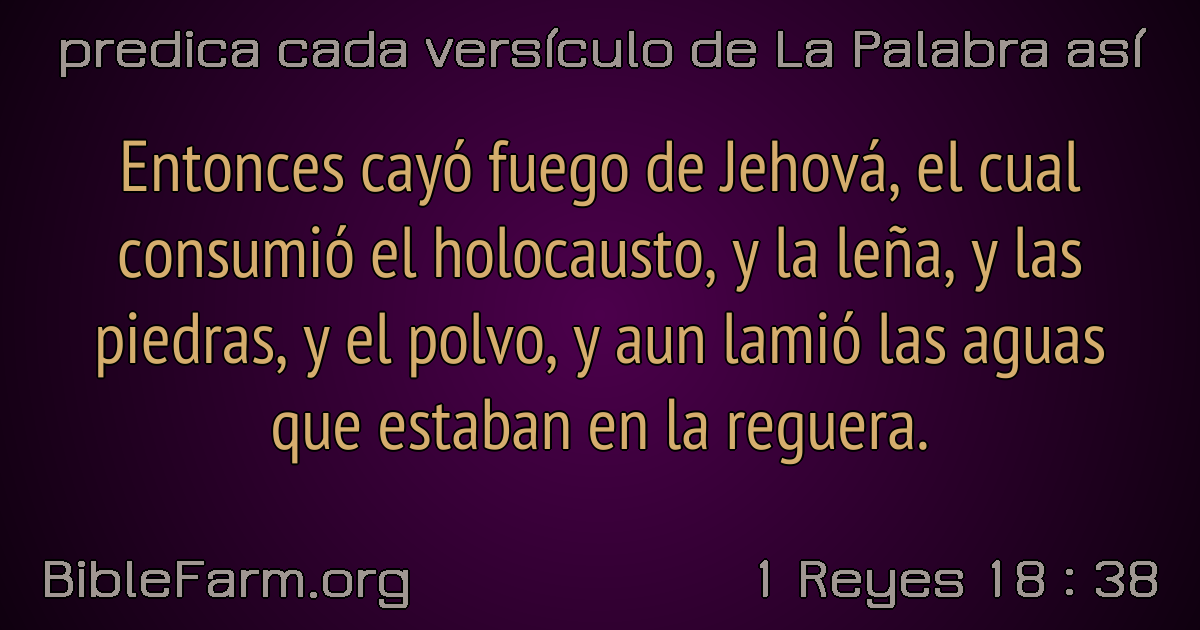 predica cada versículo de La Palabra así
Entonces cayó fuego de Jehová, el cual
consumió el holocausto, y la leña, y las
piedras, y el polvo, y aun lamió las aguas
que estaban en la reguera.
BibleFarm.org
1 Reyes 18 : 38